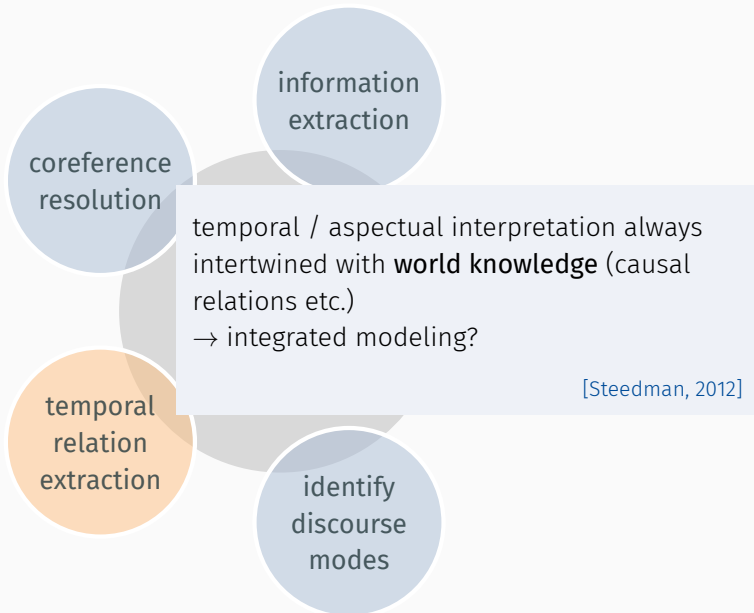 information
extraction
coreference
resolution
temporal / aspectual interpretation always
intertwined with world knowledge (causal
relations etc.)
→ integrated modeling?
[Steedman, 2012]
temporal
relation
extraction
identify
discourse
modes